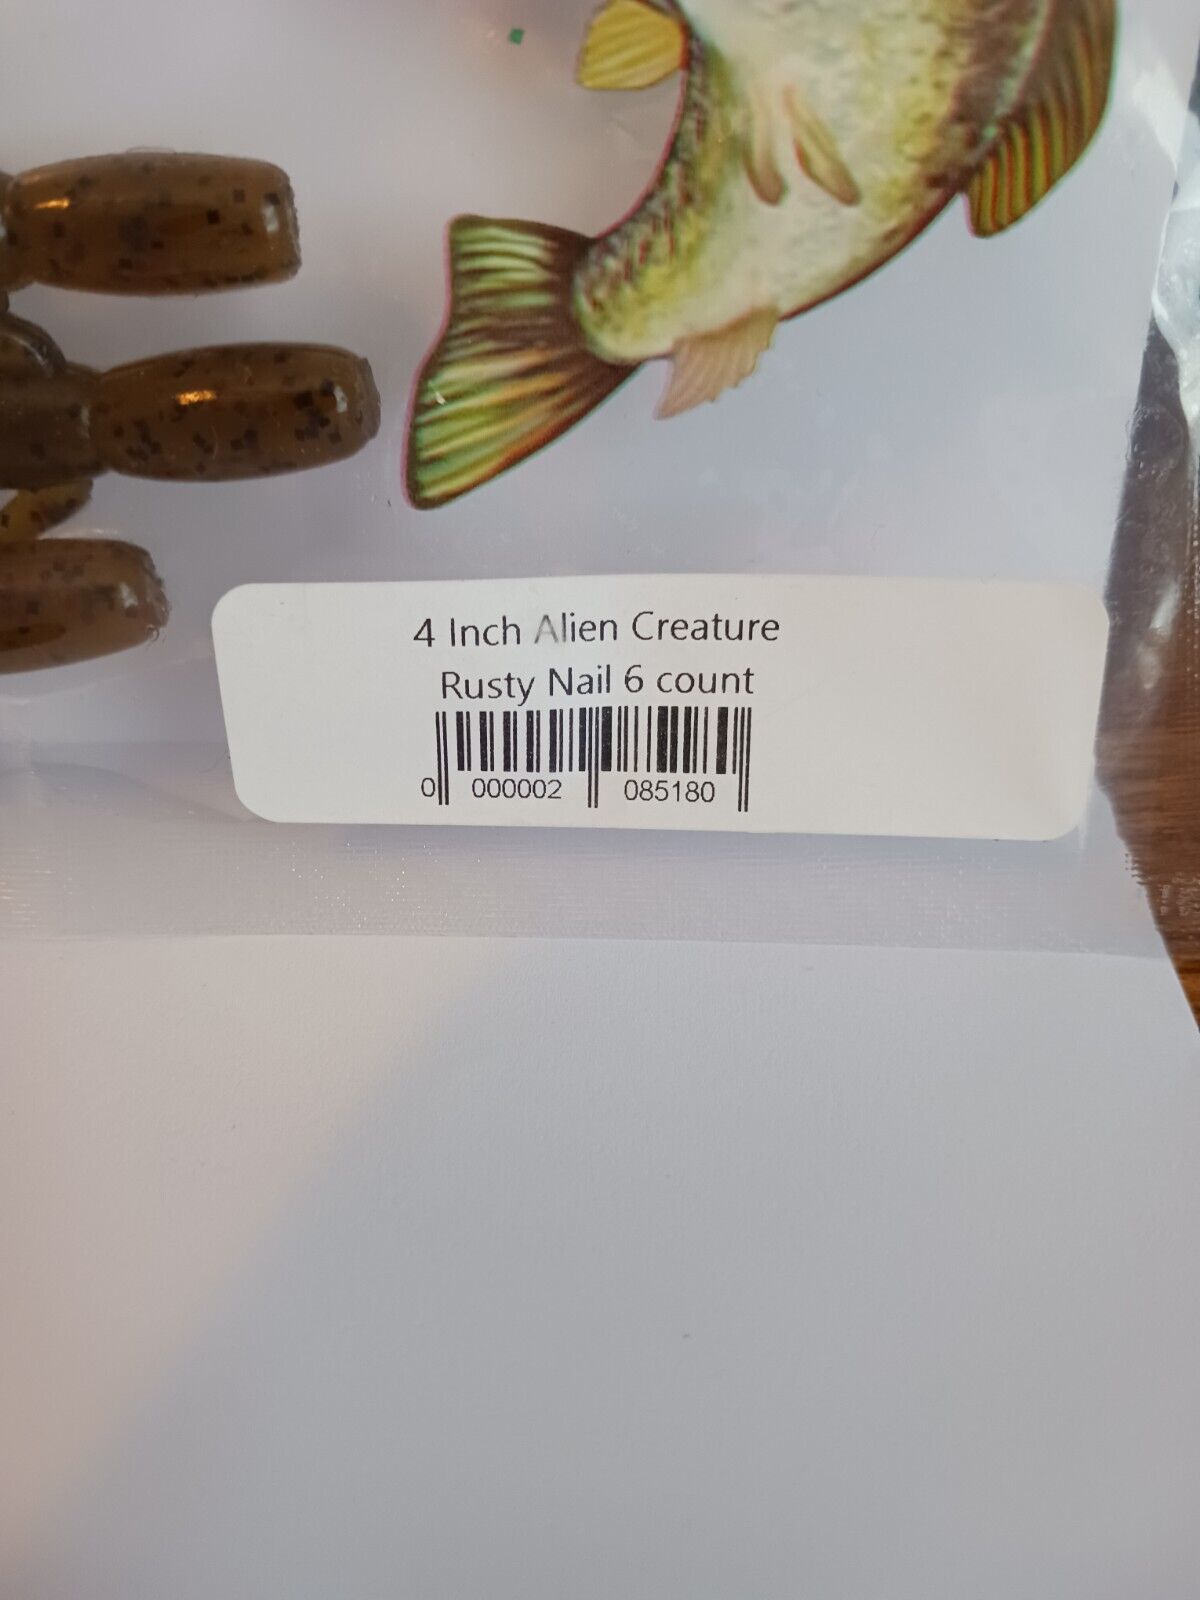 4 Inch Alien Creature
Rusty Nail 6 count
0 000002 085180